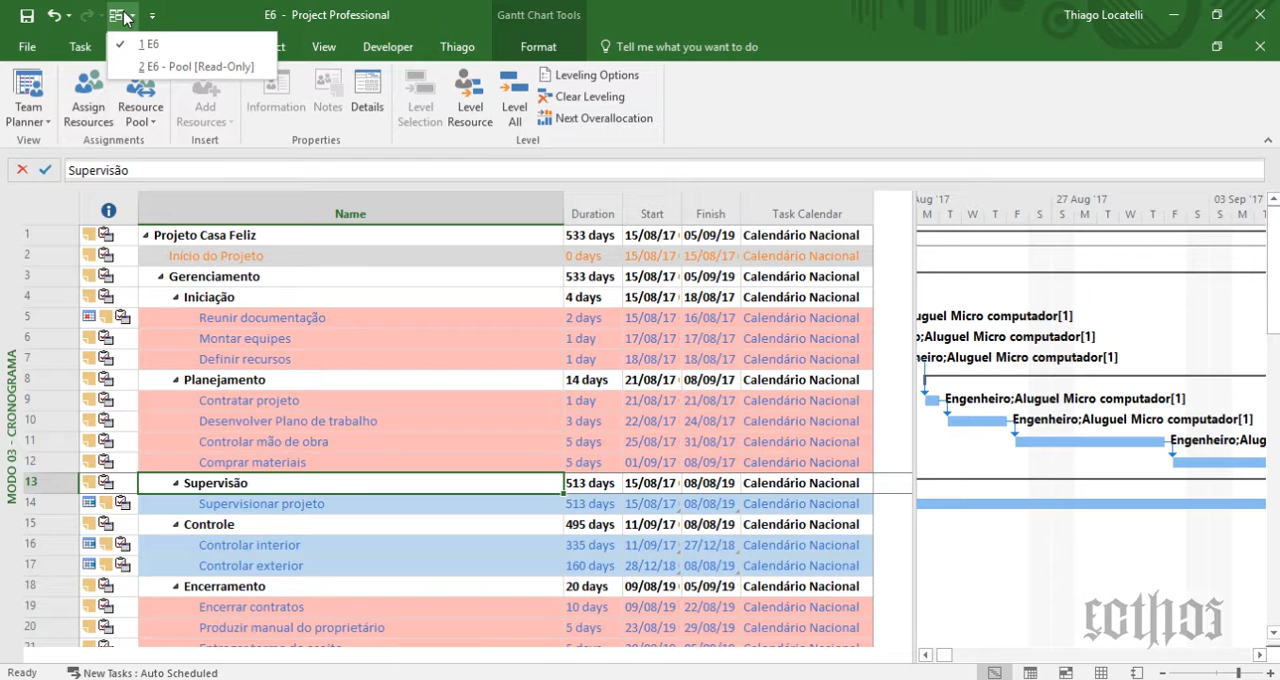 E6 - Project Professional
Gantt Chart Tools
Thiago Locatelli
File
Task
View
Developer
Thiago
Format
Tell me what you want to do
1 E6
2 E6 - Pool [Read-Only]
Team Planner
Assign Resources
Resource Pool
Add Resources
Information
Notes
Details
Level Selection
Level Resource
Level All
Leveling Options
Clear Leveling
Next Overallocation
View
Assignments
Insert
Properties
Level
Supervisão
Name Duration Start Finish Task Calendar
1 Projeto Casa Feliz 533 days 15/08/17 05/09/19 Calendário Nacional
2 Início do Projeto 0 days 15/08/17 15/08/17 Calendário Nacional
3 Gerenciamento 533 days 15/08/17 05/09/19 Calendário Nacional
4 Iniciação 4 days 15/08/17 18/08/17 Calendário Nacional
5 Reunir documentação 2 days 15/08/17 16/08/17 Calendário Nacional
6 Montar equipes 1 day 17/08/17 17/08/17 Calendário Nacional
7 Definir recursos 1 day 18/08/17 18/08/17 Calendário Nacional
8 Planejamento 14 days 21/08/17 08/09/17 Calendário Nacional
9 Contratar projeto 1 day 21/08/17 21/08/17 Calendário Nacional
10 Desenvolver Plano de trabalho 3 days 22/08/17 24/08/17 Calendário Nacional
11 Controlar mão de obra 5 days 25/08/17 31/08/17 Calendário Nacional
12 Comprar materiais 5 days 01/09/17 08/09/17 Calendário Nacional
13 Supervisão 513 days 15/08/17 08/08/19 Calendário Nacional
14 Supervisionar projeto 513 days 15/08/17 08/08/19 Calendário Nacional
15 Controle 495 days 11/09/17 08/08/19 Calendário Nacional
16 Controlar interior 335 days 11/09/17 27/12/18 Calendário Nacional
17 Controlar exterior 160 days 28/12/18 08/08/19 Calendário Nacional
18 Encerramento 20 days 09/08/19 05/09/19 Calendário Nacional
19 Encerrar contratos 10 days 09/08/19 22/08/19 Calendário Nacional
20 Produzir manual do proprietário 5 days 23/08/19 29/08/19 Calendário Nacional
MODO 03 - CRONOGRAMA
Aug '17 27 Aug '17 03 Sep '17
M T W T F S S M T W T F S S M
Aluguel Micro computador[1]
Aluguel Micro computador[1]
Aluguel Micro computador[1]
Engenheiro;Aluguel Micro computador[1]
Engenheiro;Aluguel Micro computador[1]
Engenheiro;Alug
Ready
New Tasks : Auto Scheduled